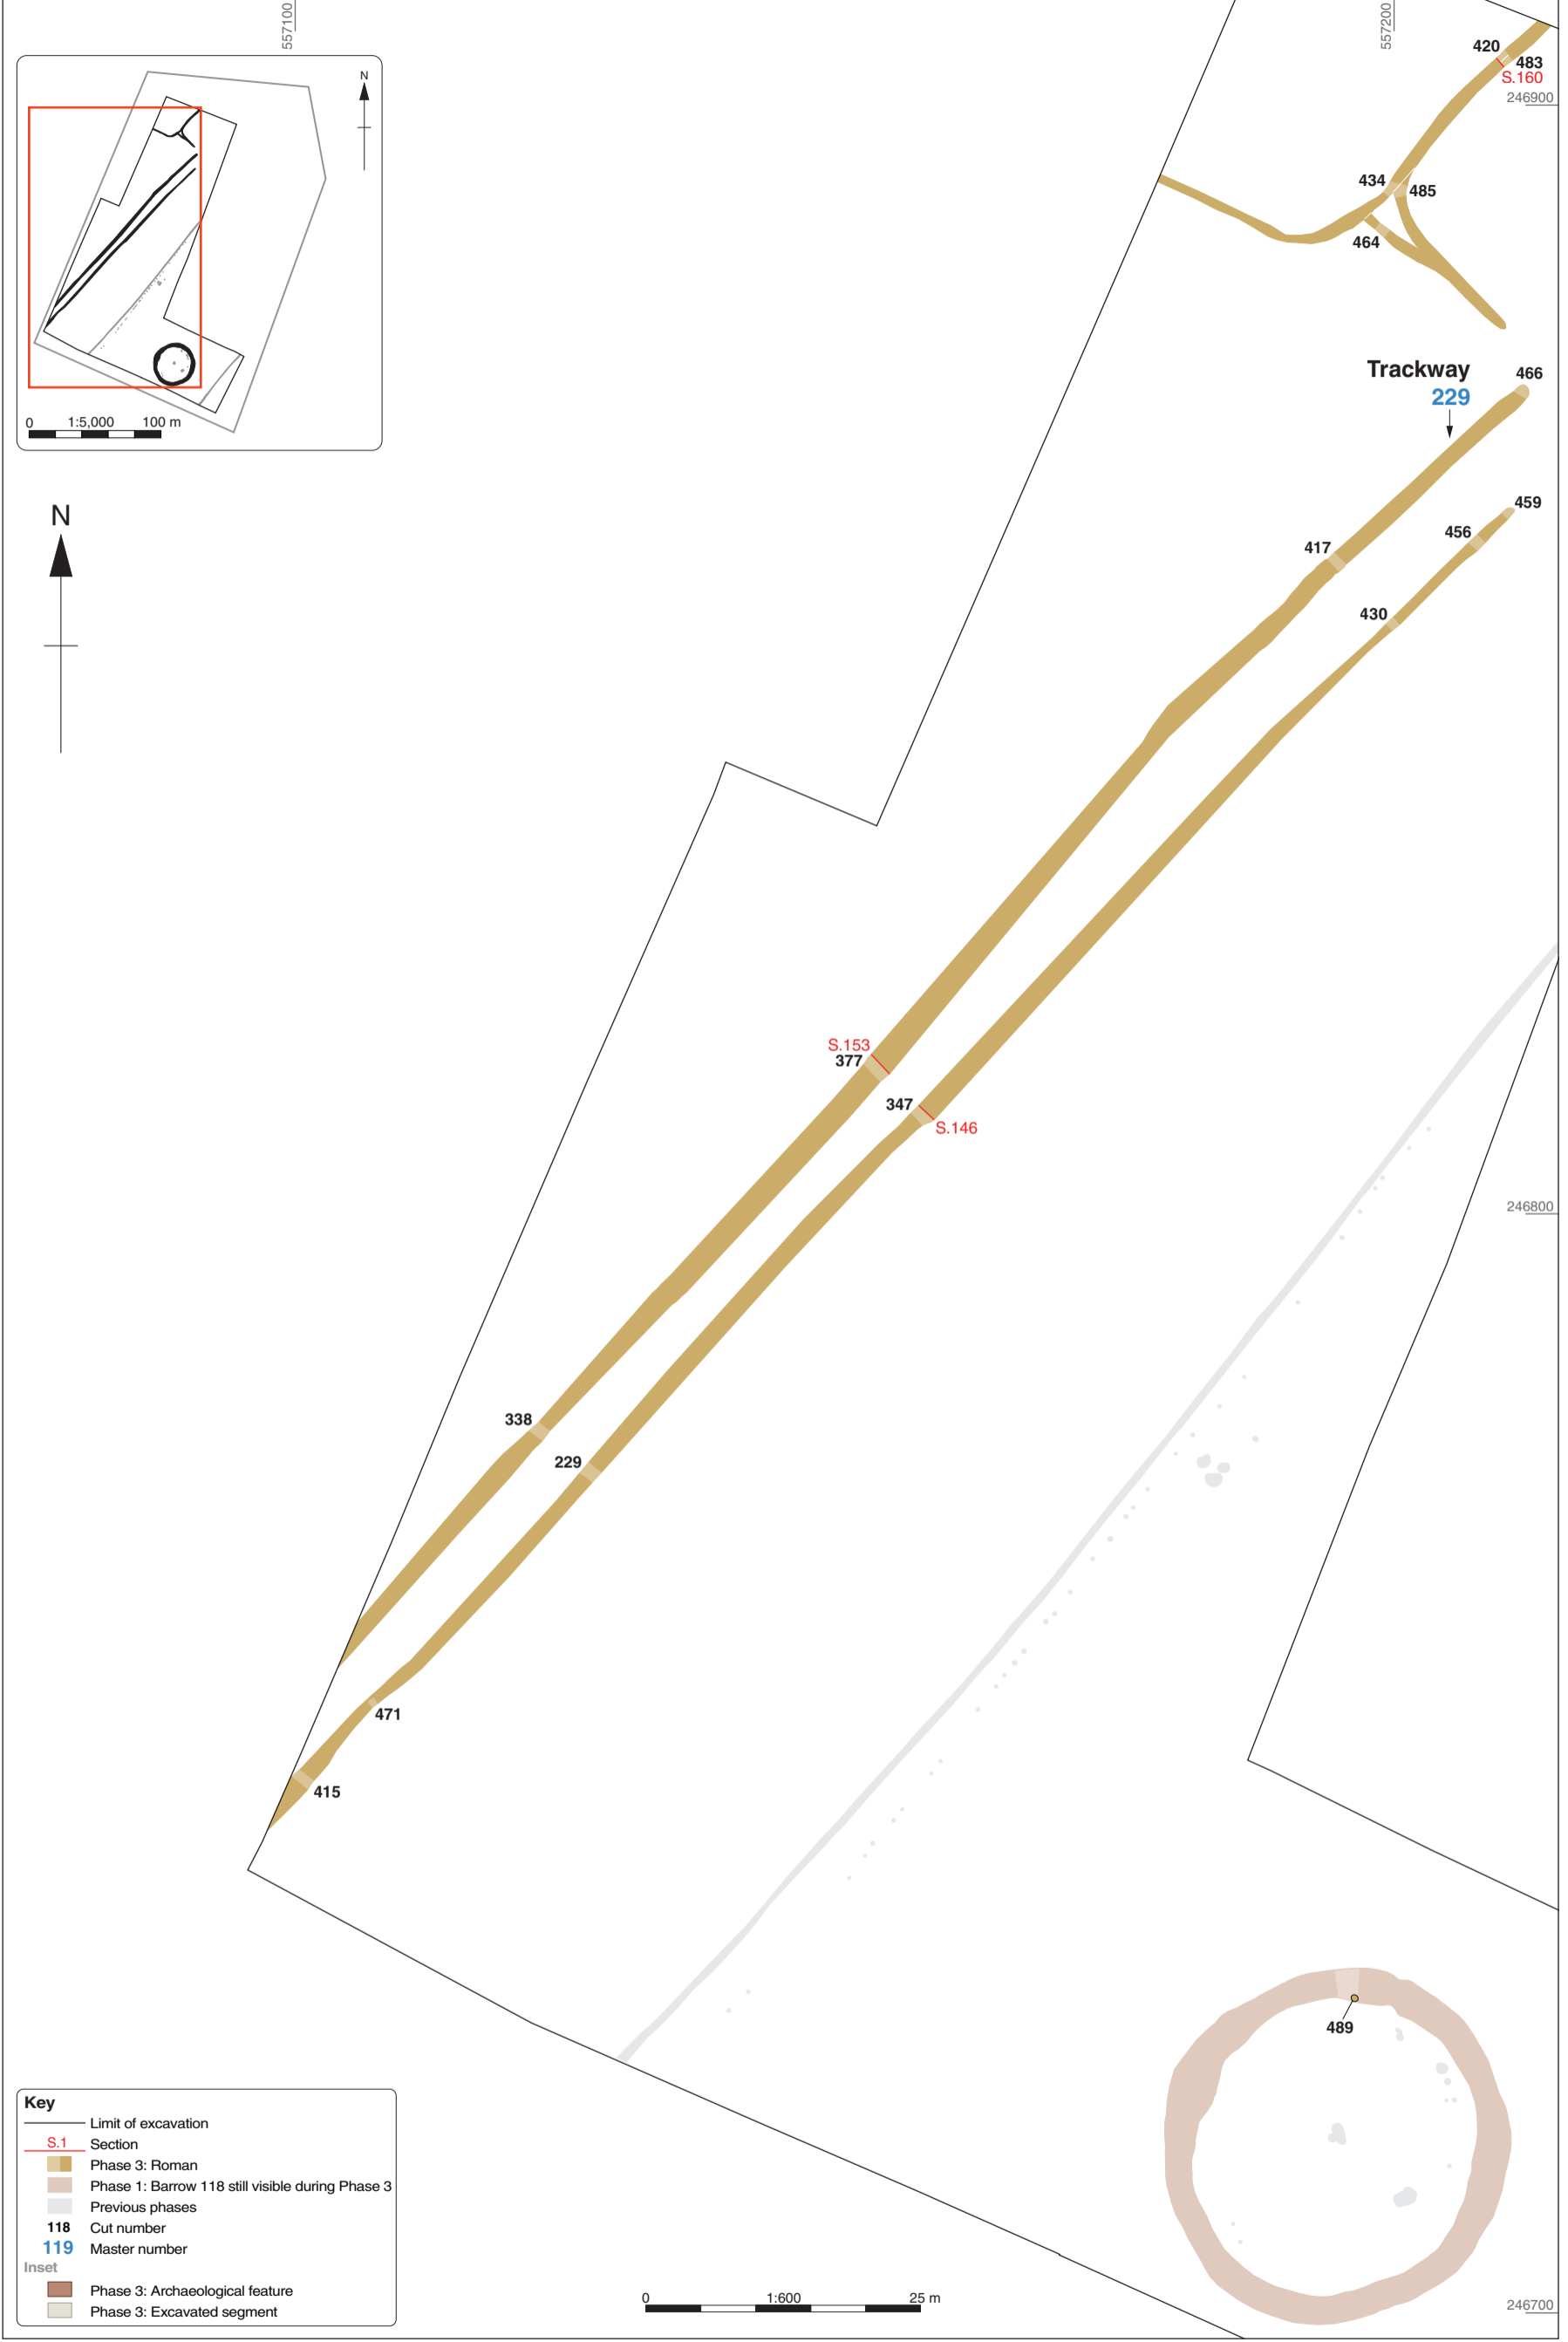 557100
557200
420
483
S.160
246900
N
434
485
464
0
1:5,000
100 m
Trackway
229
466
459
456
417
430
N
S.153
377
347
S.146
246800
338
229
471
415
489
Key
Limit of excavation
S.1 Section
Phase 3: Roman
Phase 1: Barrow 118 still visible during Phase 3
Previous phases
118 Cut number
119 Master number
Inset
Phase 3: Archaeological feature
Phase 3: Excavated segment
0
1:600
25 m
246700